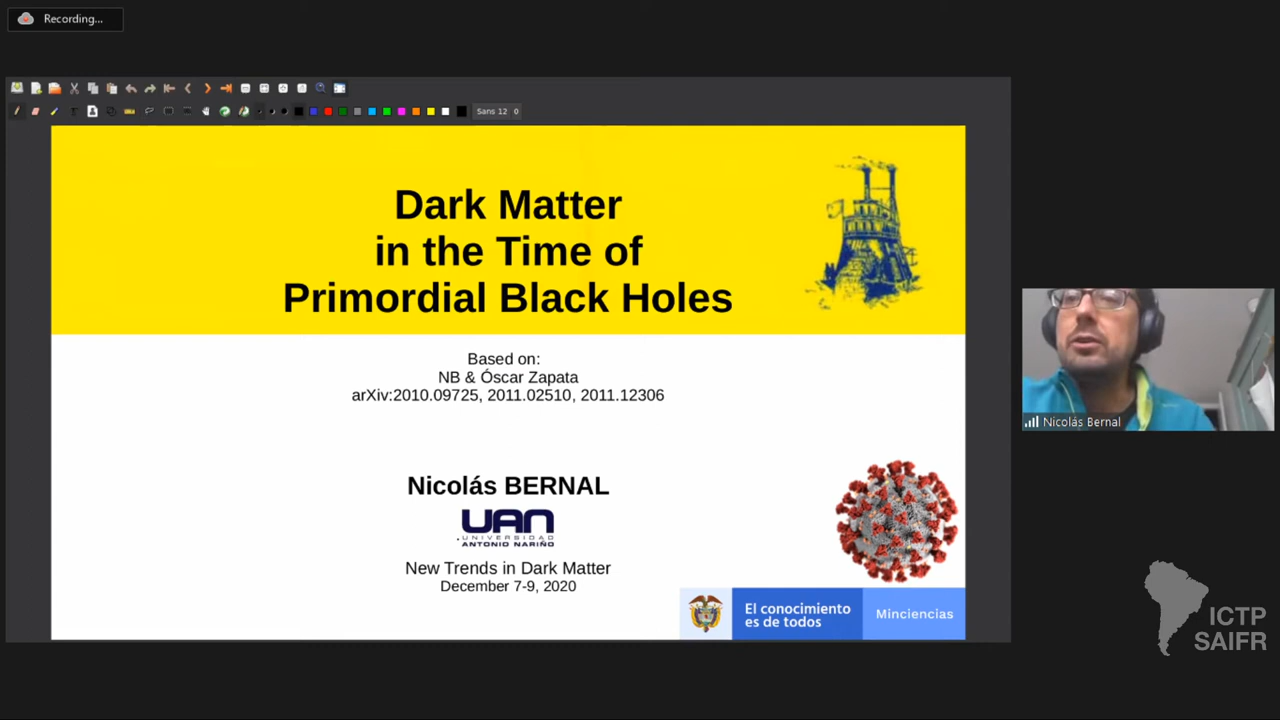 Recording...
Sans 12
Dark Matter
in the Time of
Primordial Black Holes
Based on:
NB & Óscar Zapata
arXiv:2010.09725, 2011.02510, 2011.12306
Nicolás BERNAL
UAN
UNIVERSIDAD
ANTONIO NARIÑO
New Trends in Dark Matter
December 7-9, 2020
El conocimiento
es de todos
Minciencias
Nicolás Bernal
ICTP
SAIFR